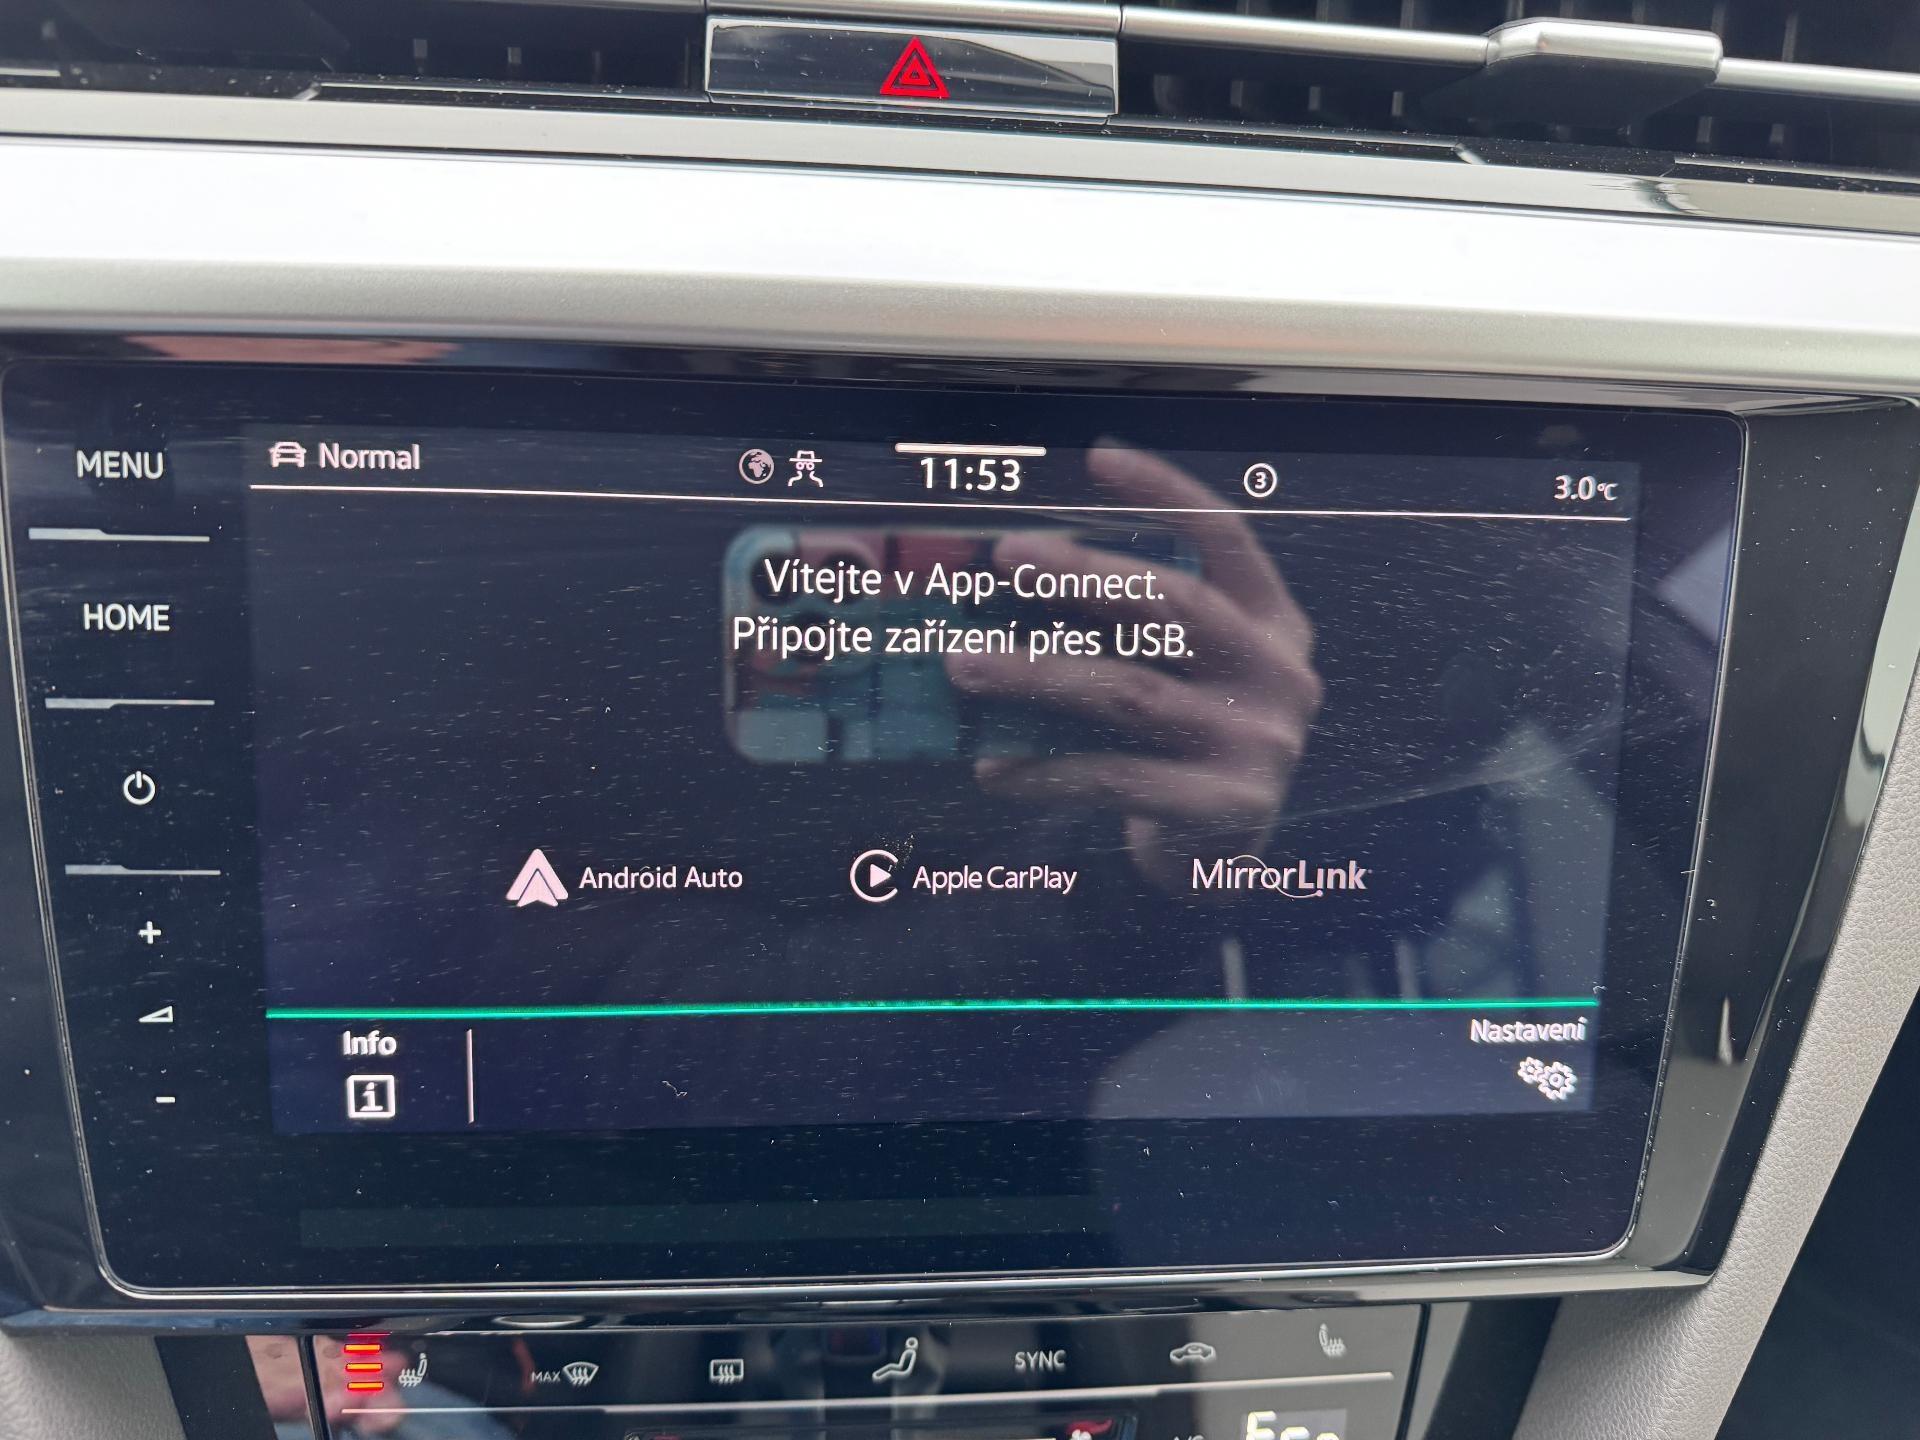 MENU
Normal
11:53
3
3.0°C
HOME
Vítejte v App-Connect.
Připojte zařízení přes USB.
Android Auto
Apple CarPlay
MirrorLink
+
-
Info
i
Nastavení
MAX
SYNC